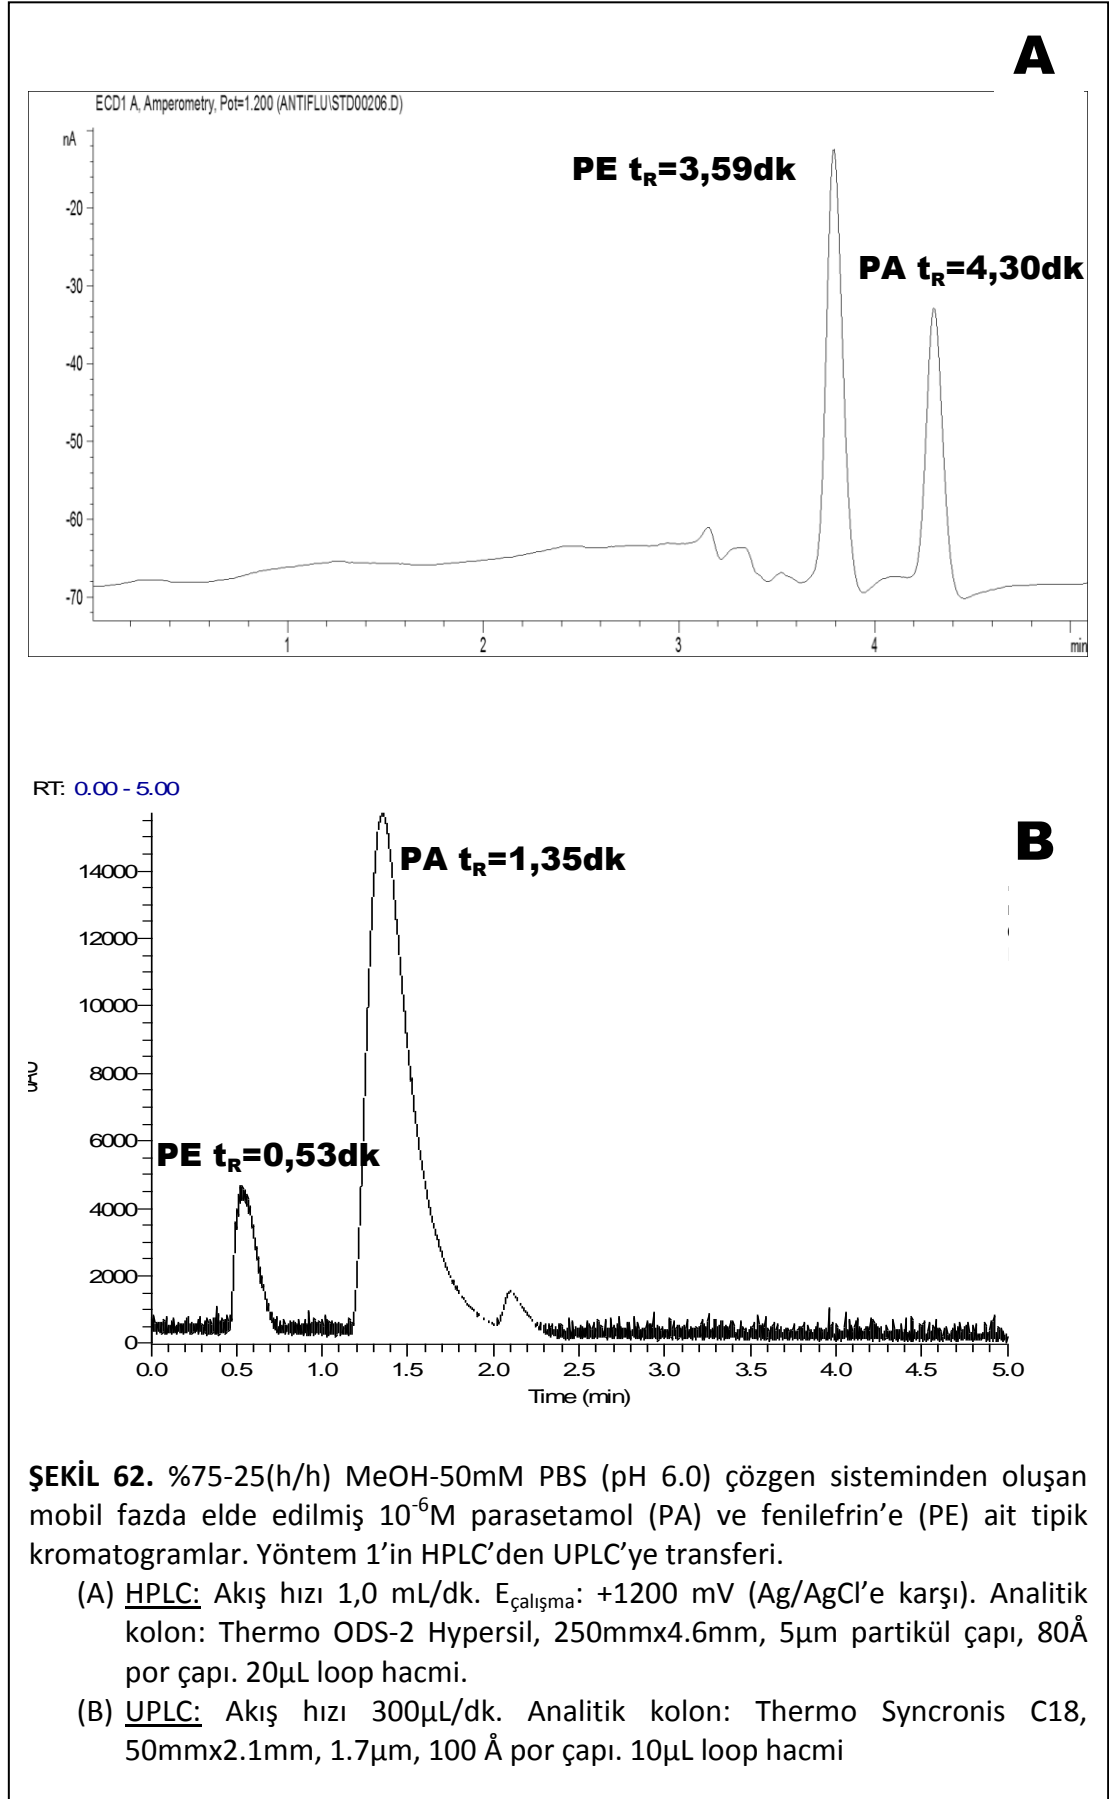 A
ECD1 A, Amperometry, Pot=1.200 (ANTIFLU\STD00206.D)
nA
PE tR=3,59dk
-20
PA tR=4,30dk
-30
-40
-50
-60
-70
1 2 3 4 min
RT: 0.00 - 5.00
B
PA tR=1,35dk
14000
12000
10000
uAU
8000
6000
PE tR=0,53dk
4000
2000
0
0.0 0.5 1.0 1.5 2.0 2.5 3.0 3.5 4.0 4.5 5.0
Time (min)
ŞEKİL 62. %75-25(h/h) MeOH-50mM PBS (pH 6.0) çözgen sisteminden oluşan
mobil fazda elde edilmiş 10-6M parasetamol (PA) ve fenilefrin’e (PE) ait tipik
kromatogramlar. Yöntem 1’in HPLC’den UPLC’ye transferi.
(A) HPLC: Akış hızı 1,0 mL/dk. Eçalışma: +1200 mV (Ag/AgCl’e karşı). Analitik
kolon: Thermo ODS-2 Hypersil, 250mmx4.6mm, 5µm partikül çapı, 80Å
por çapı. 20µL loop hacmi.
(B) UPLC: Akış hızı 300µL/dk. Analitik kolon: Thermo Syncronis C18,
50mmx2.1mm, 1.7µm, 100 Å por çapı. 10µL loop hacmi